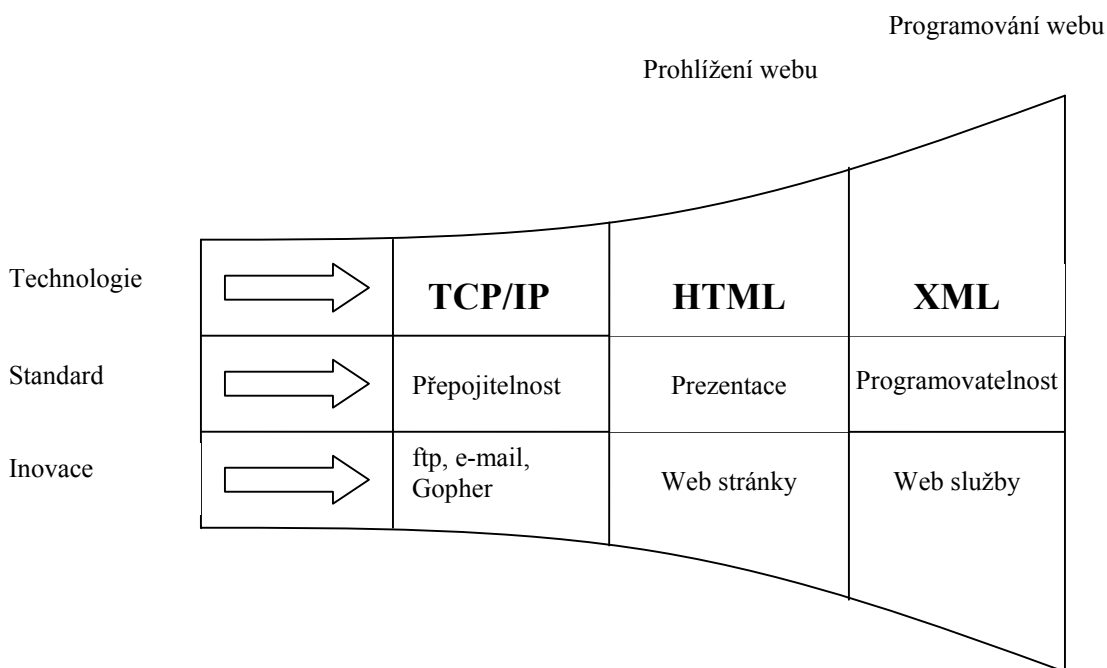 Programování webu
Prohlížení webu
Technologie
TCP/IP
HTML
XML
Standard
Přepojitelnost
Prezentace
Programovatelnost
Inovace
ftp, e-mail,
Gopher
Web stránky
Web služby